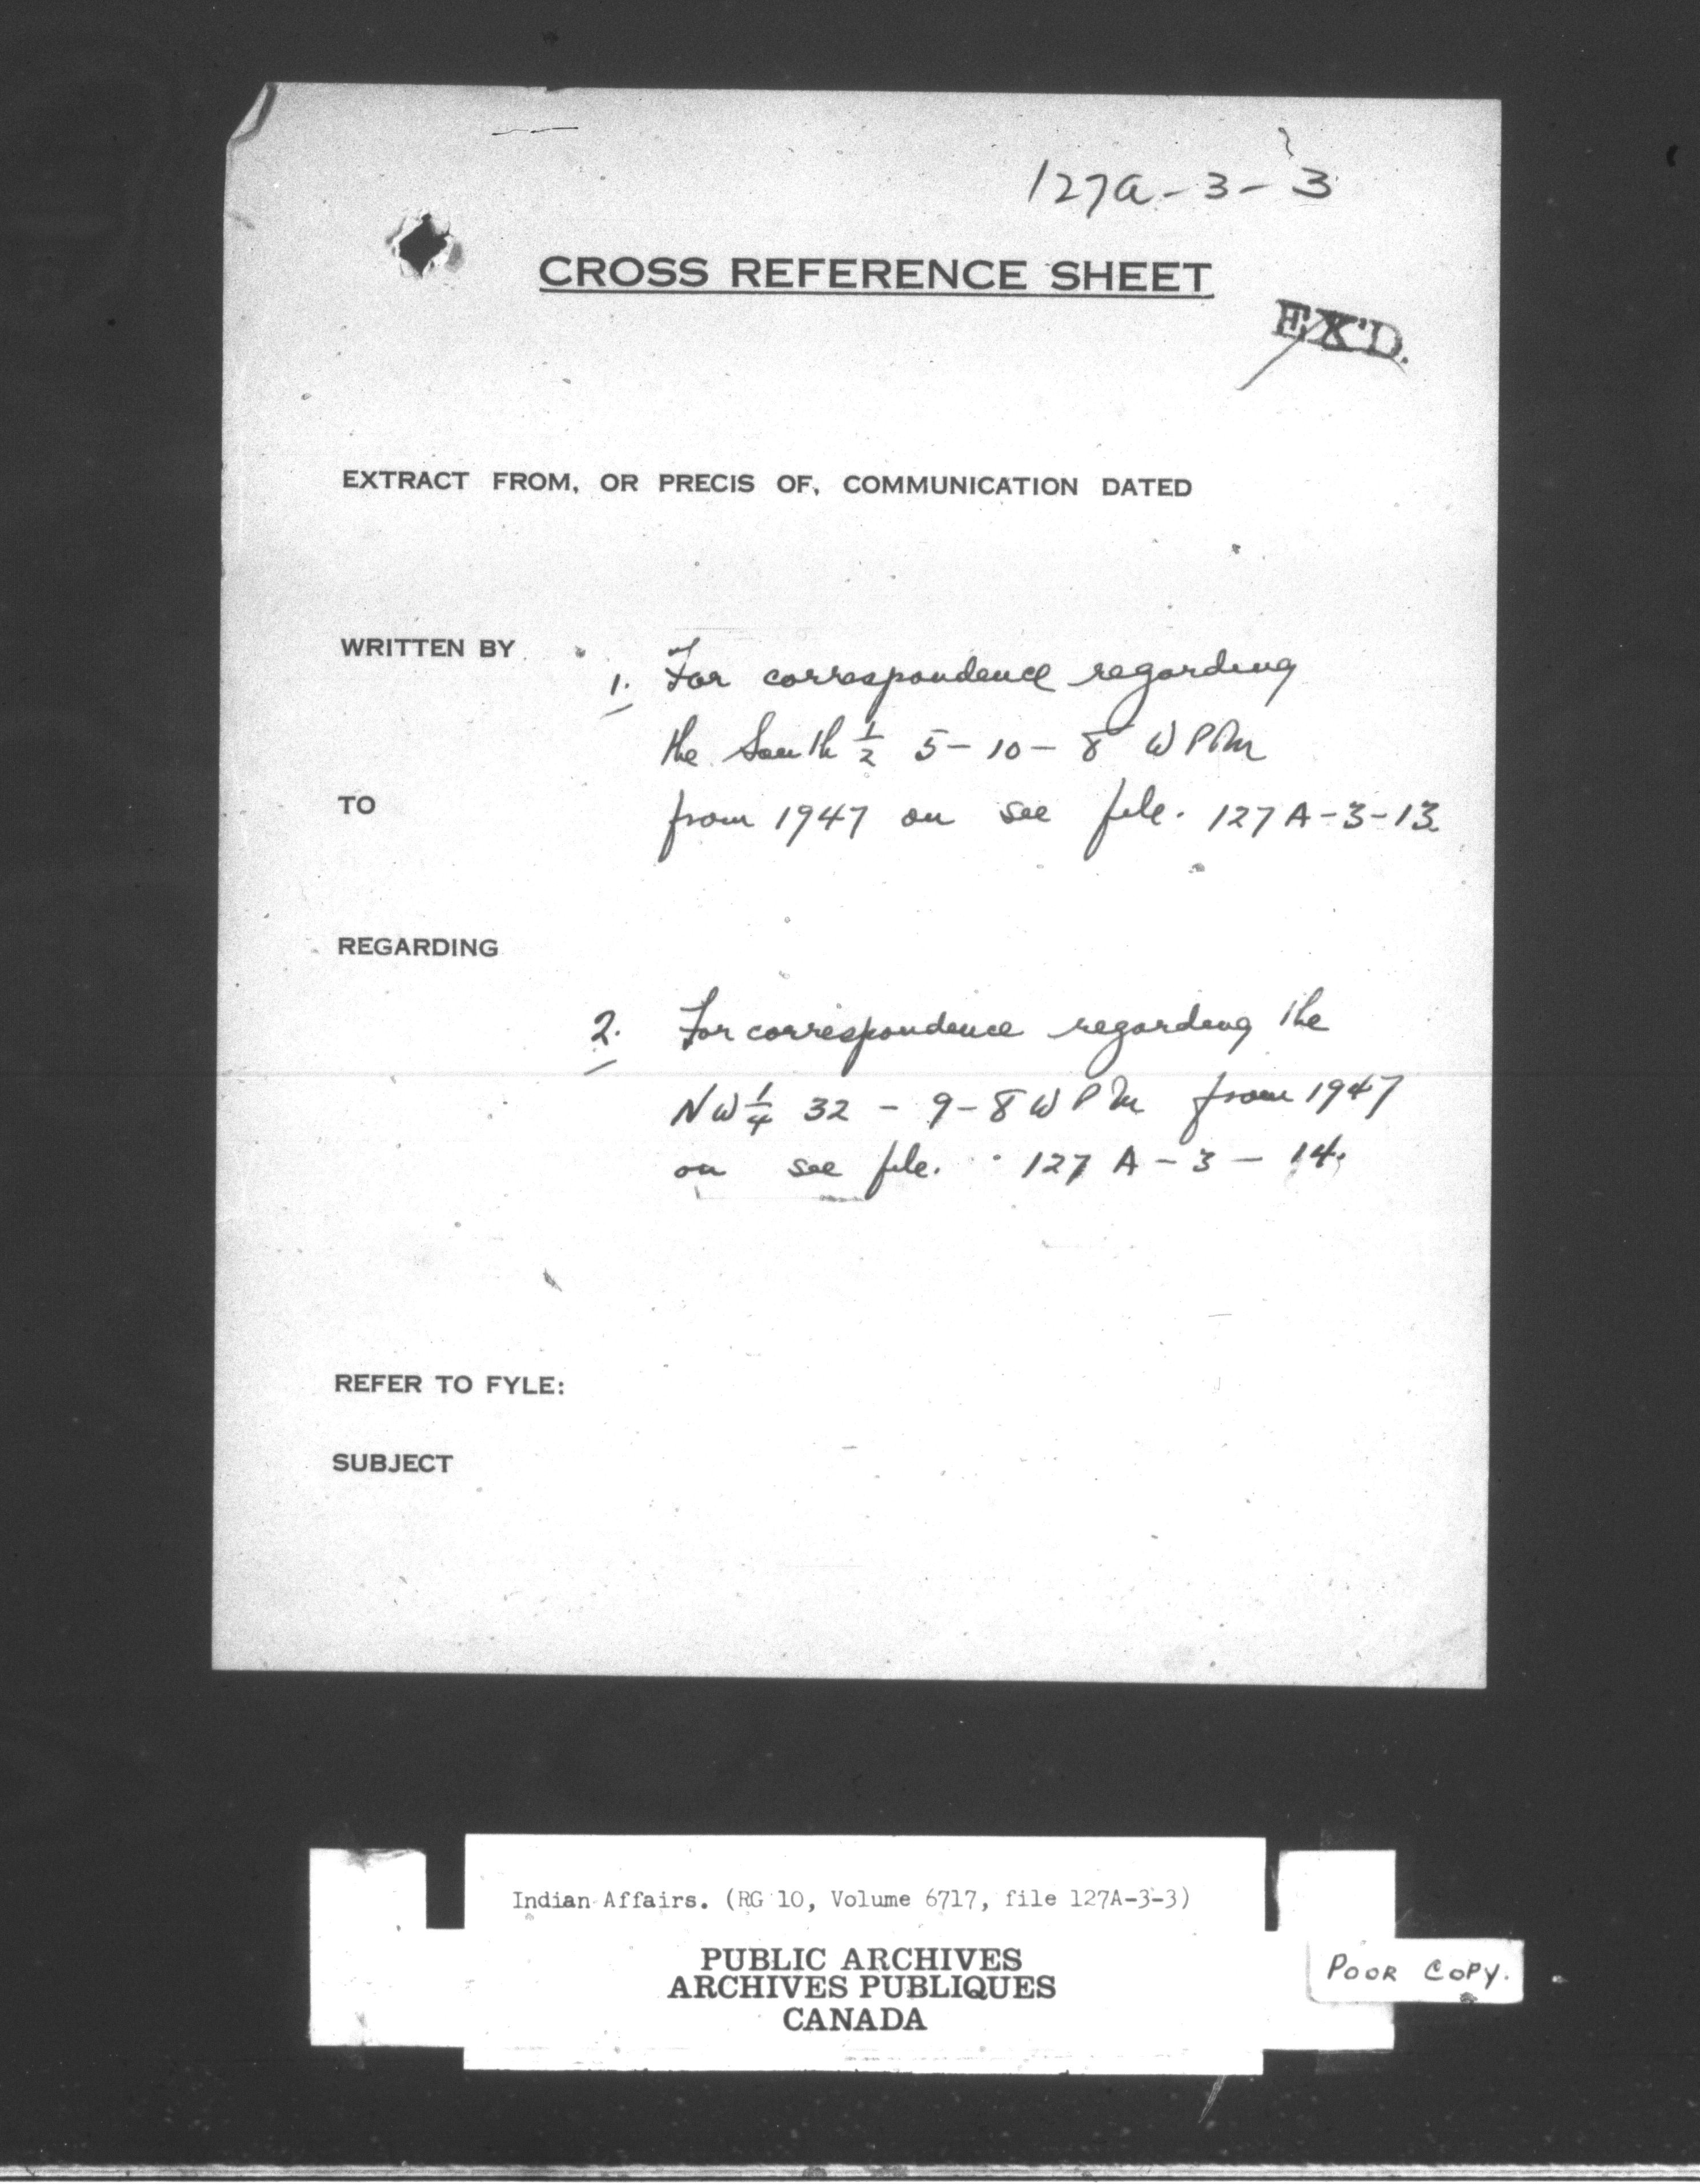 127A-3-3
CROSS REFERENCE SHEET
EX'D.
EXTRACT FROM, OR PRECIS OF, COMMUNICATION DATED
WRITTEN BY
1. For correspondence regarding
the South ½ 5-10-8 WPM
TO
from 1947 on see file. 127A-3-13
REGARDING
2. For correspondence regarding the
NW ¼ 32-9-8 WPM from 1947
on see file. 127A-3-14.
REFER TO FYLE:
SUBJECT
Indian Affairs. (RG 10, Volume 6717, file 127A-3-3)
PUBLIC ARCHIVES
ARCHIVES PUBLIQUES
CANADA
POOR COPY.